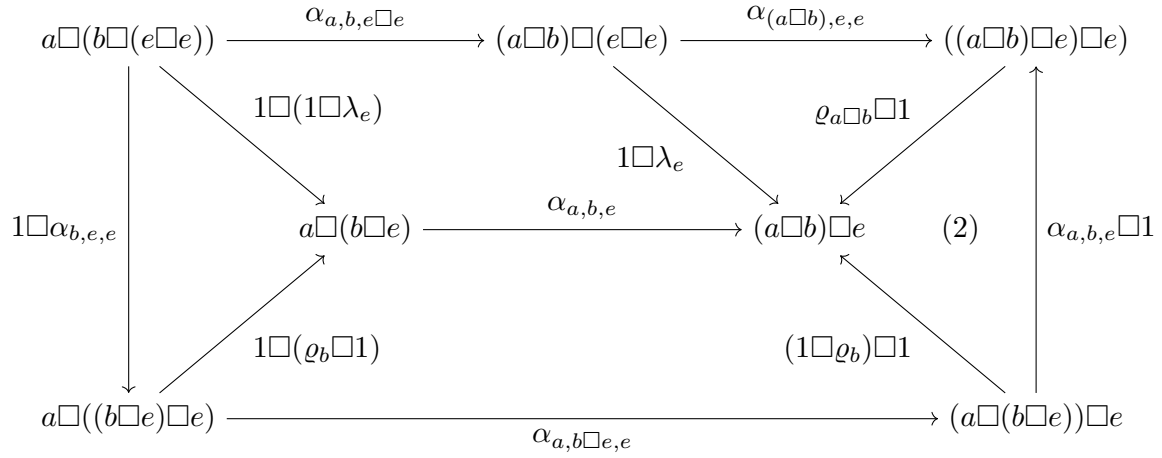 α_{a,b,e□e} α_{(a□b),e,e}
a□(b□(e□e)) (a□b)□(e□e) ((a□b)□e)□e)
1□(1□λ_e) ϱ_{a□b}□1
1□λ_e
α_{a,b,e}
1□α_{b,e,e} a□(b□e) (a□b)□e (2) α_{a,b,e}□1
1□(ϱ_b□1) (1□ϱ_b)□1
a□((b□e)□e) (a□(b□e))□e
α_{a,b□e,e}